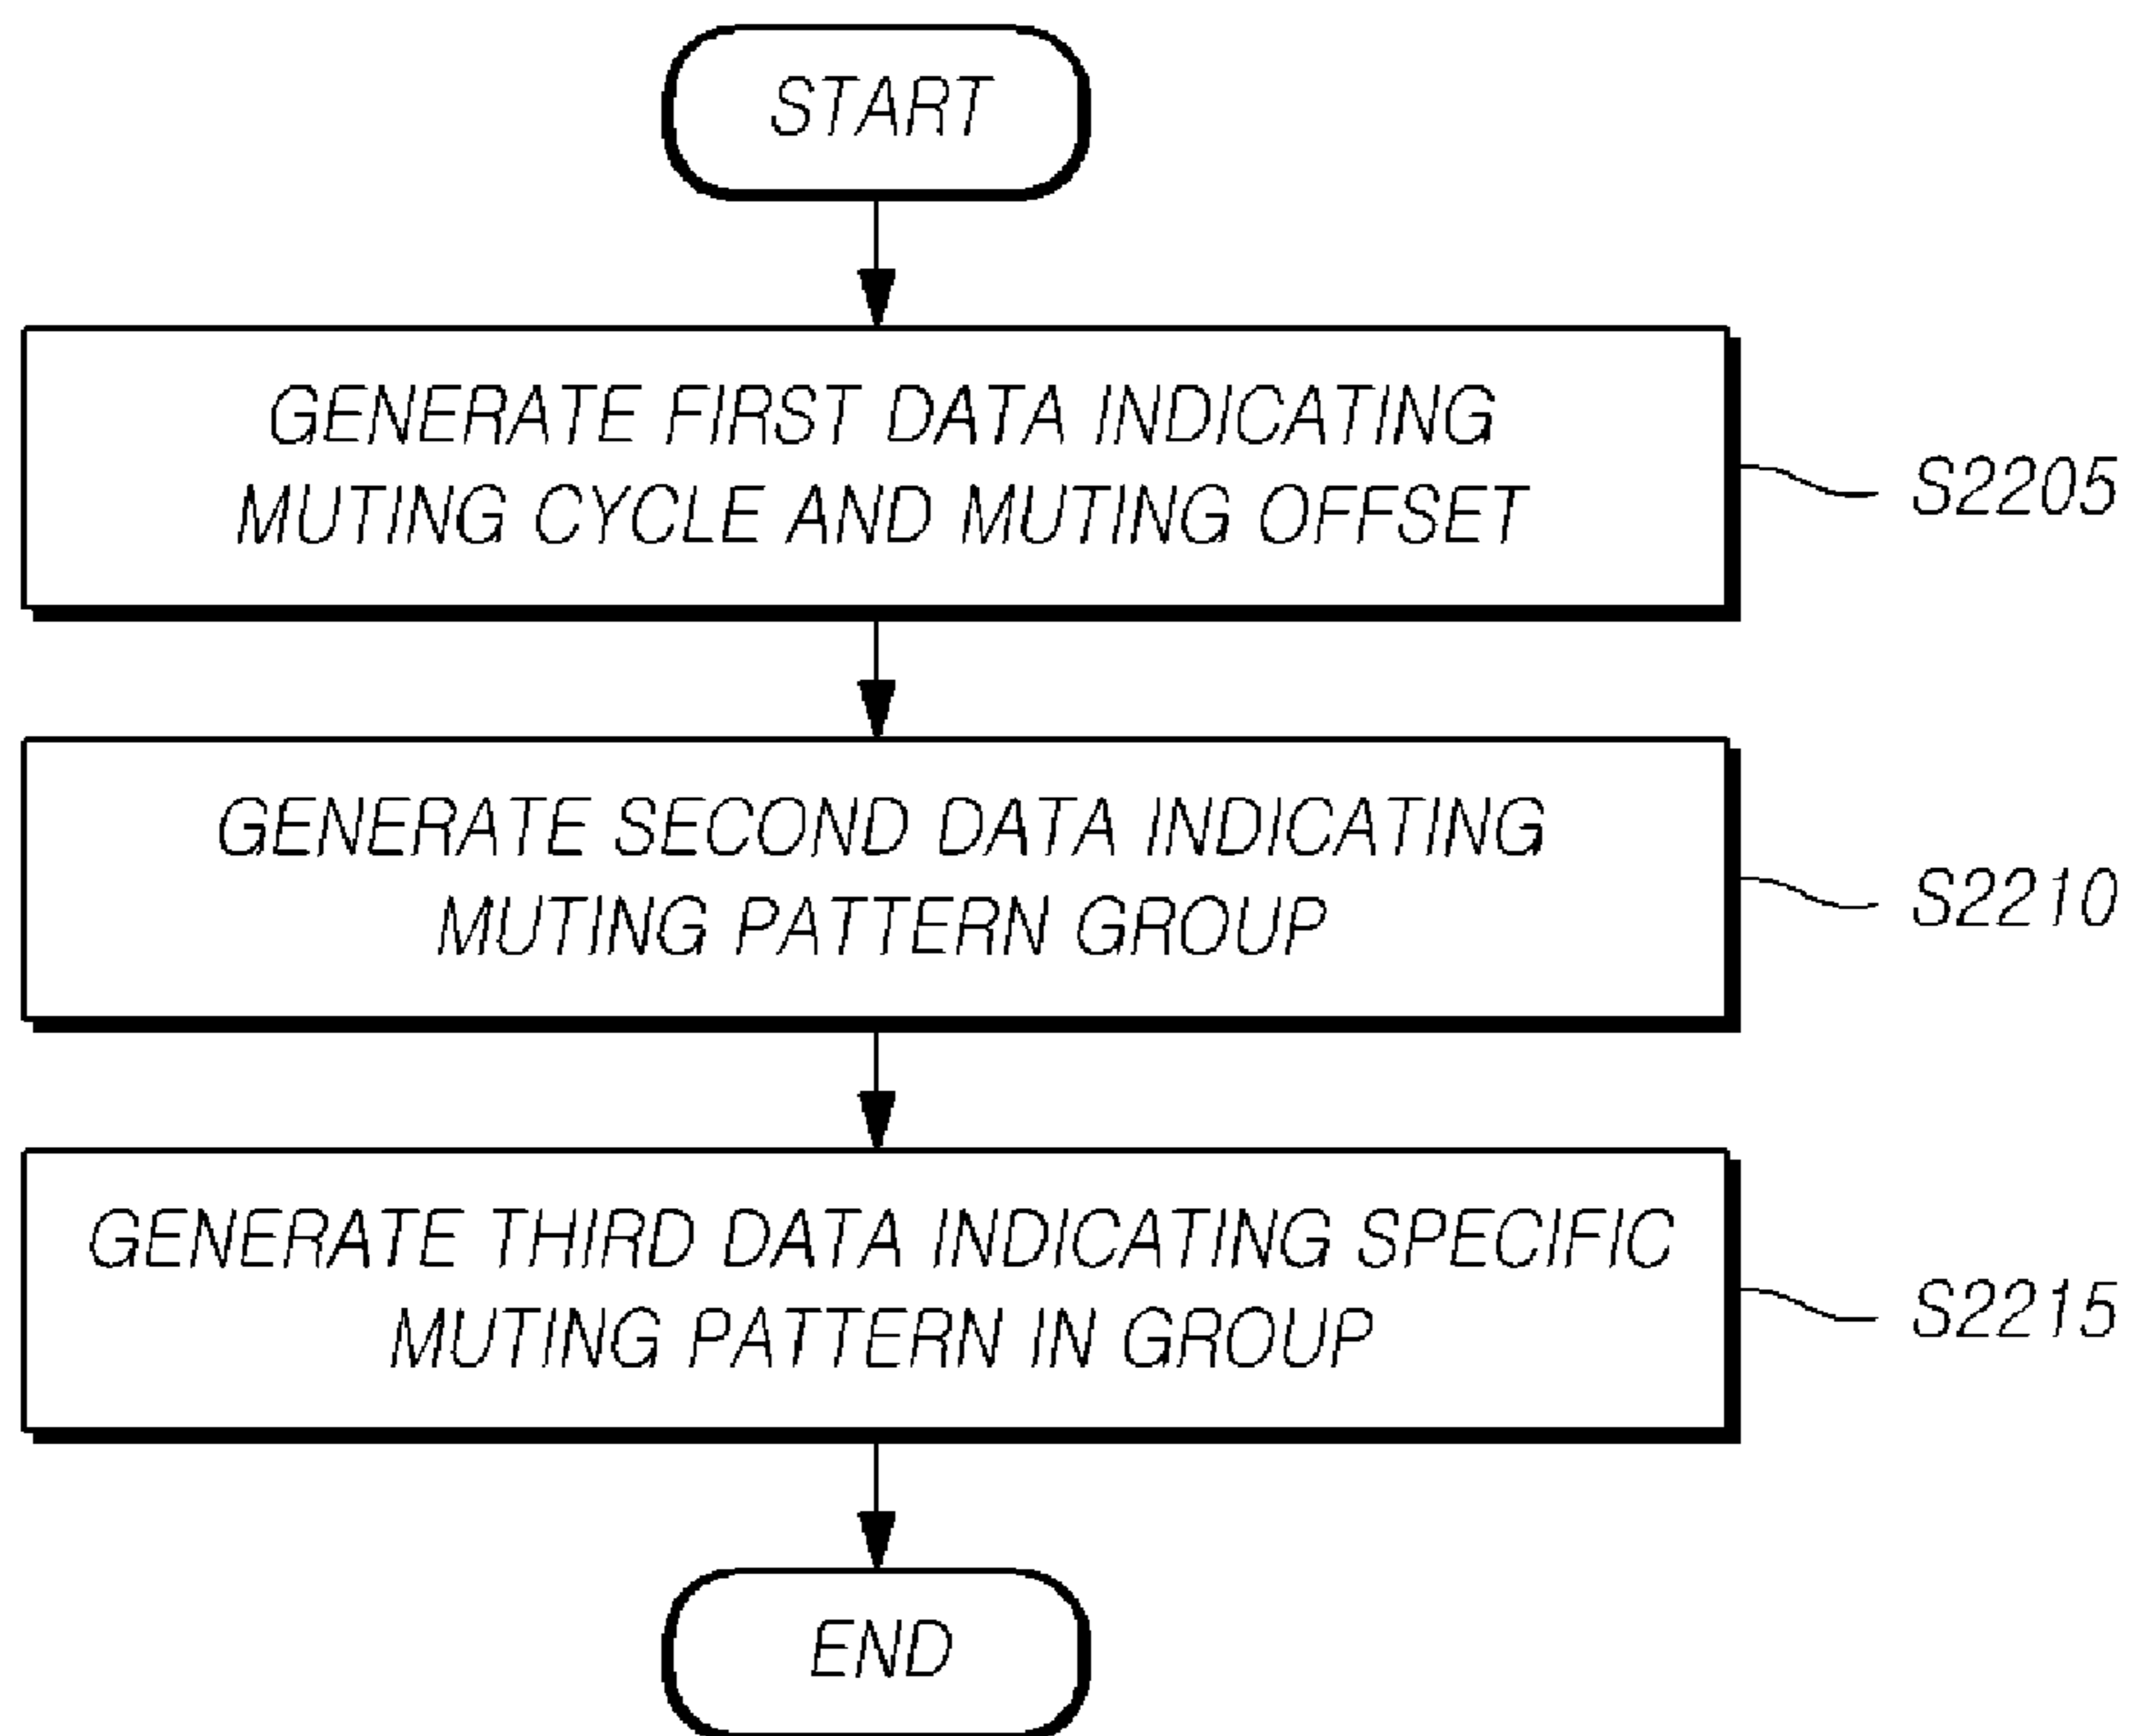 START
GENERATE FIRST DATA INDICATING
MUTING CYCLE AND MUTING OFFSET
S2205
GENERATE SECOND DATA INDICATING
MUTING PATTERN GROUP
S2210
GENERATE THIRD DATA INDICATING SPECIFIC
MUTING PATTERN IN GROUP
S2215
END